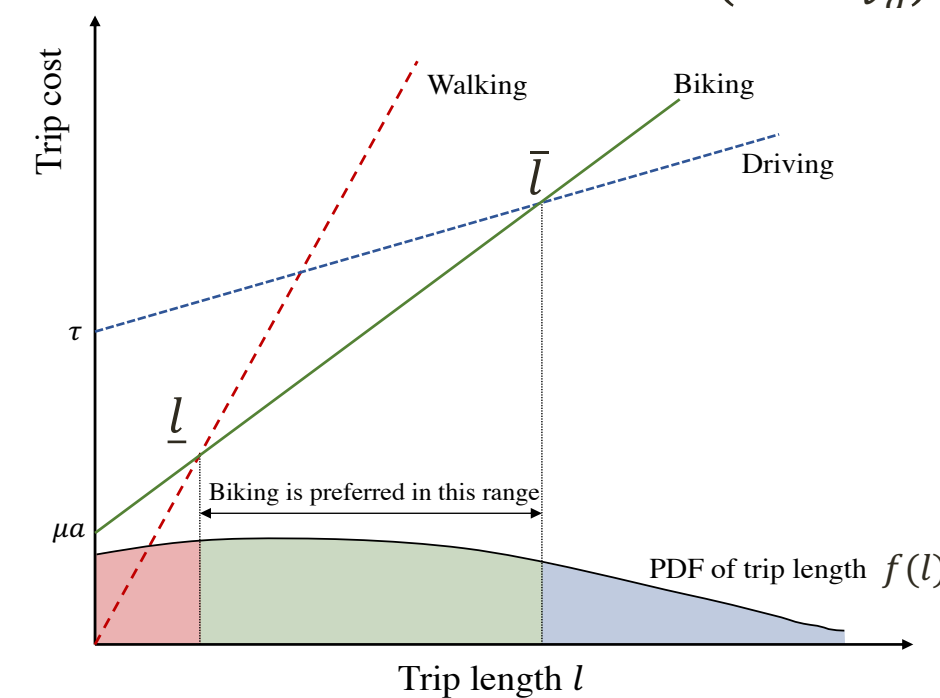 Trip cost
Walking
Biking
Driving
l̅
τ
l̲
Biking is preferred in this range
μa
PDF of trip length f(l)
Trip length l